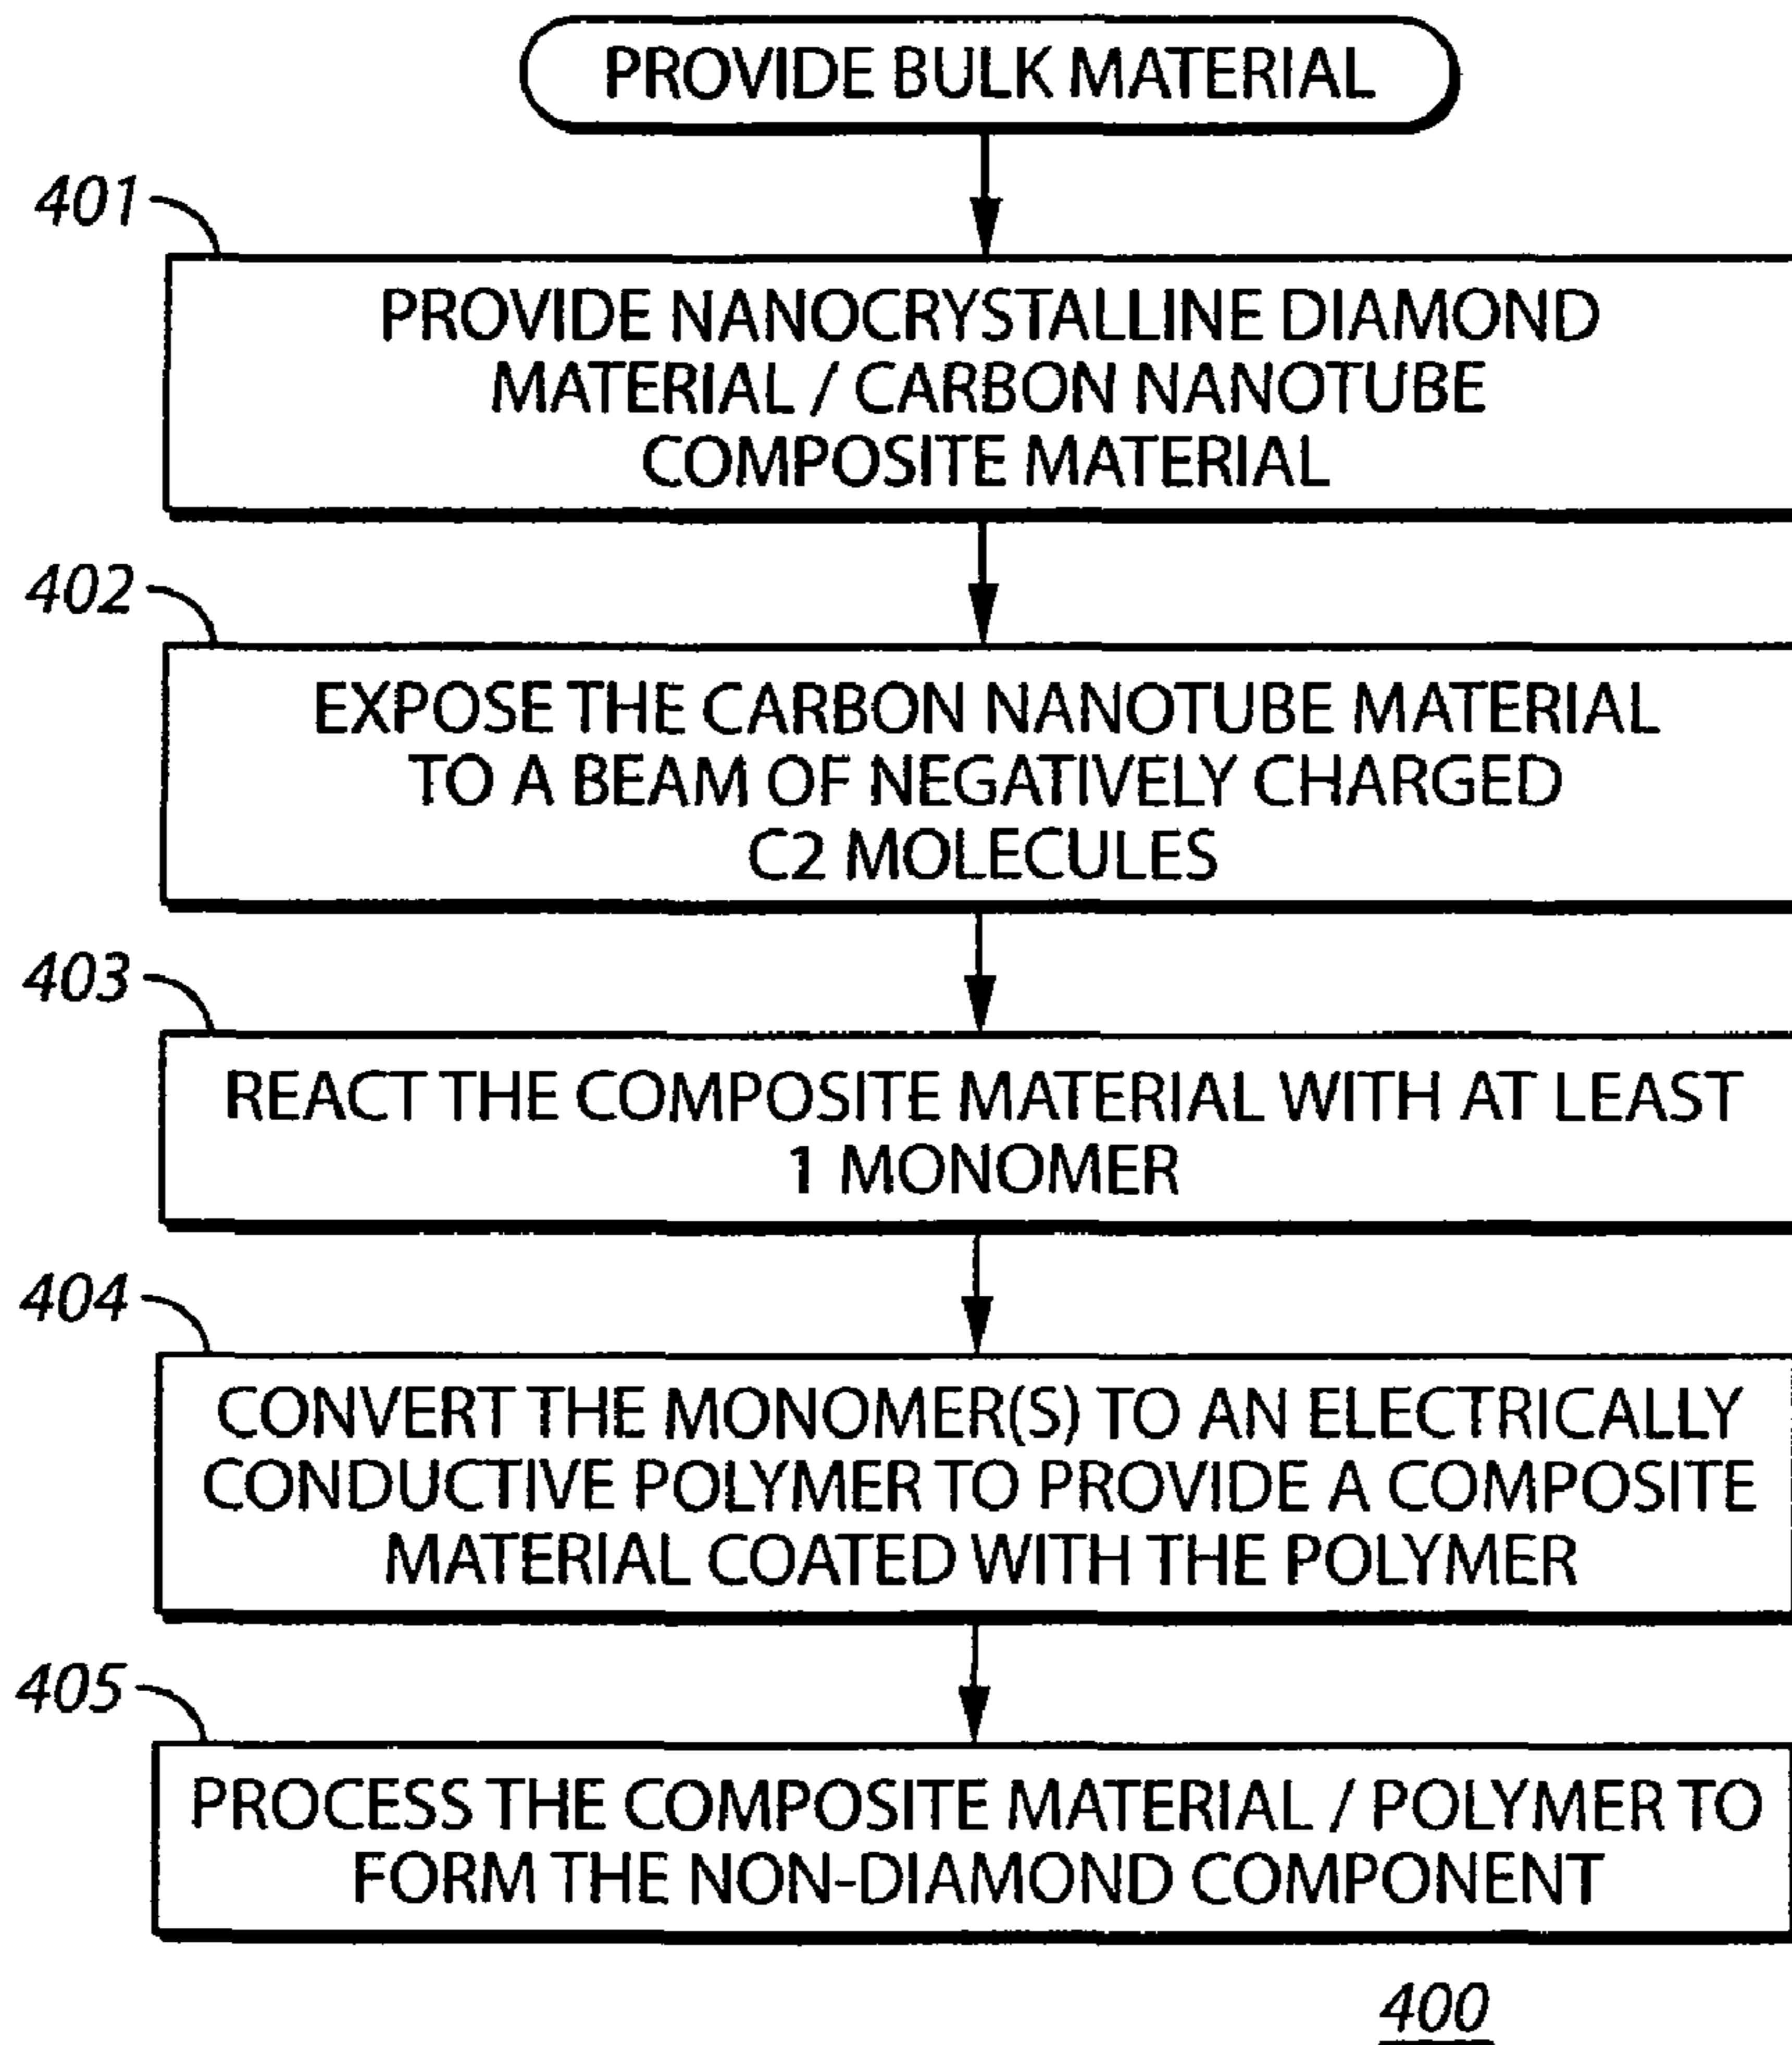 PROVIDE BULK MATERIAL
401
PROVIDE NANOCRYSTALLINE DIAMOND
MATERIAL / CARBON NANOTUBE
COMPOSITE MATERIAL
402
EXPOSE THE CARBON NANOTUBE MATERIAL
TO A BEAM OF NEGATIVELY CHARGED
C2 MOLECULES
403
REACT THE COMPOSITE MATERIAL WITH AT LEAST
1 MONOMER
404
CONVERT THE MONOMER(S) TO AN ELECTRICALLY
CONDUCTIVE POLYMER TO PROVIDE A COMPOSITE
MATERIAL COATED WITH THE POLYMER
405
PROCESS THE COMPOSITE MATERIAL / POLYMER TO
FORM THE NON-DIAMOND COMPONENT
400